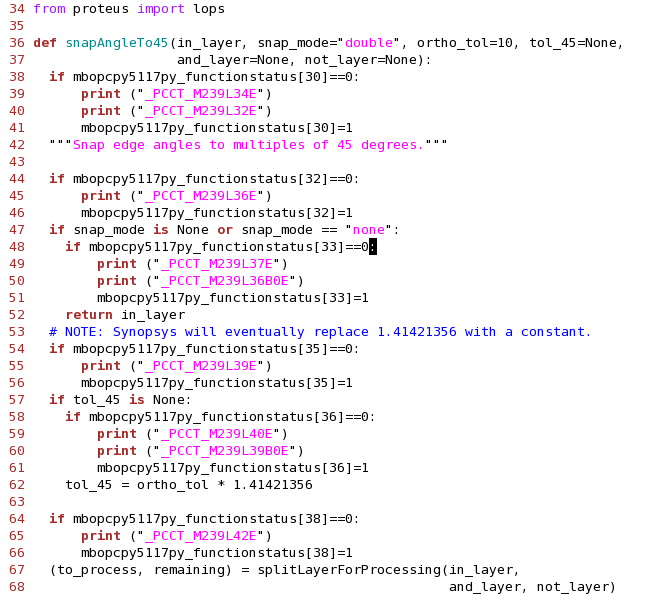 34 from proteus import lops
35
36 def snapAngleTo45(in_layer, snap_mode="double", ortho_tol=10, tol_45=None,
37                   and_layer=None, not_layer=None):
38   if mbopcpy5117py_functionstatus[30]==0:
39       print ("_PCCT_M239L34E")
40       print ("_PCCT_M239L32E")
41       mbopcpy5117py_functionstatus[30]=1
42   """Snap edge angles to multiples of 45 degrees."""
43
44   if mbopcpy5117py_functionstatus[32]==0:
45       print ("_PCCT_M239L36E")
46       mbopcpy5117py_functionstatus[32]=1
47   if snap_mode is None or snap_mode == "none":
48     if mbopcpy5117py_functionstatus[33]==0:
49         print ("_PCCT_M239L37E")
50         print ("_PCCT_M239L36B0E")
51         mbopcpy5117py_functionstatus[33]=1
52     return in_layer
53   # NOTE: Synopsys will eventually replace 1.41421356 with a constant.
54   if mbopcpy5117py_functionstatus[35]==0:
55       print ("_PCCT_M239L39E")
56       mbopcpy5117py_functionstatus[35]=1
57   if tol_45 is None:
58     if mbopcpy5117py_functionstatus[36]==0:
59         print ("_PCCT_M239L40E")
60         print ("_PCCT_M239L39B0E")
61         mbopcpy5117py_functionstatus[36]=1
62     tol_45 = ortho_tol * 1.41421356
63
64   if mbopcpy5117py_functionstatus[38]==0:
65       print ("_PCCT_M239L42E")
66       mbopcpy5117py_functionstatus[38]=1
67   (to_process, remaining) = splitLayerForProcessing(in_layer,
68                                                     and_layer, not_layer)